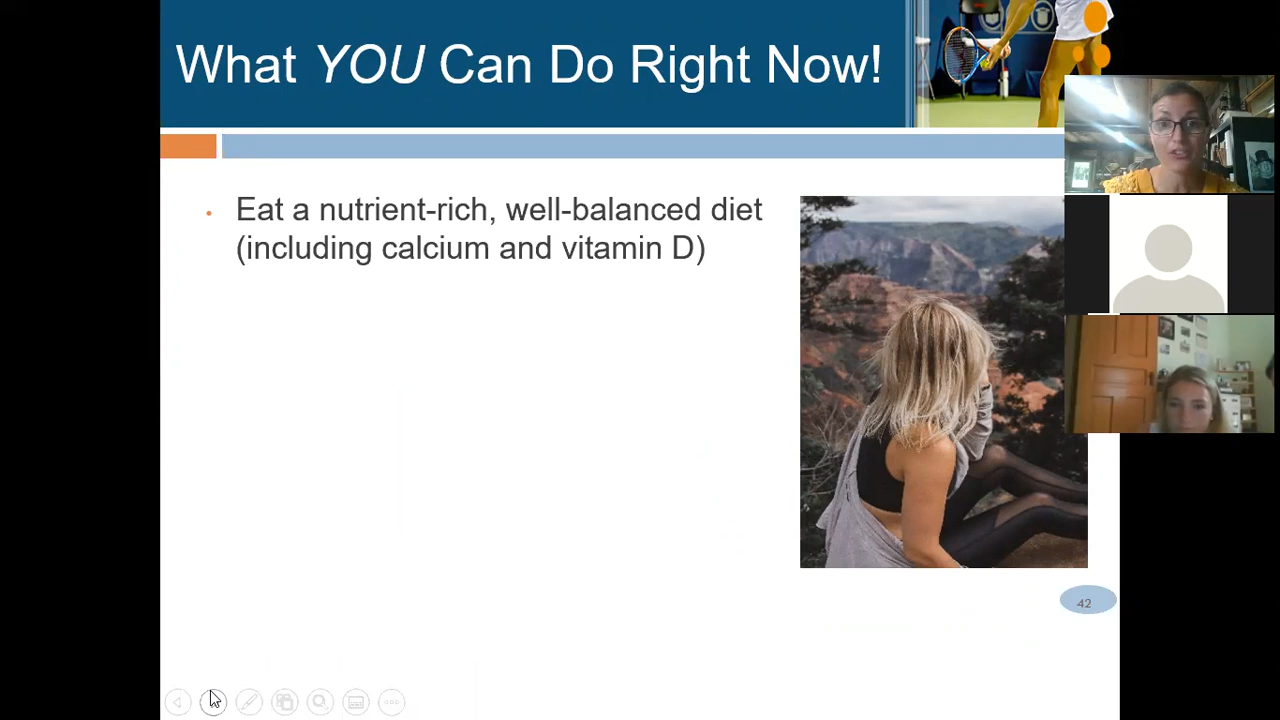 What YOU Can Do Right Now!
• Eat a nutrient-rich, well-balanced diet
(including calcium and vitamin D)
42